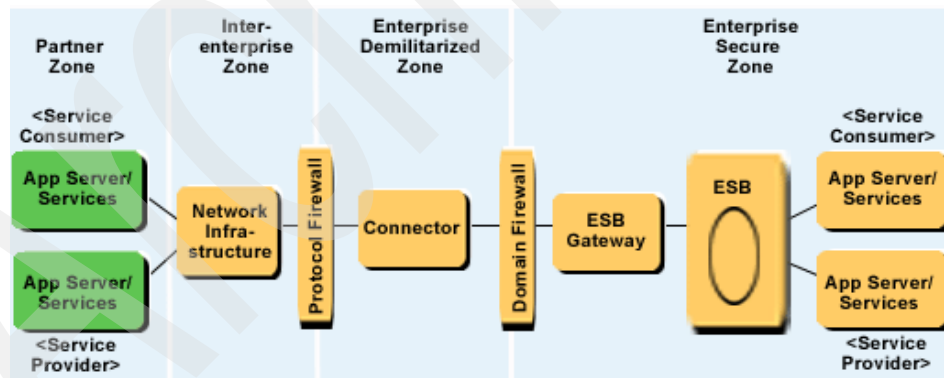 Partner
Zone
Inter-
enterprise
Zone
Enterprise
Demilitarized
Zone
Enterprise
Secure
Zone
<Service
Consumer>
App Server/
Services
App Server/
Services
<Service
Provider>
Network
Infra-
structure
Protocol Firewall
Connector
Domain Firewall
ESB
Gateway
ESB
<Service
Consumer>
App Server/
Services
App Server/
Services
<Service
Provider>